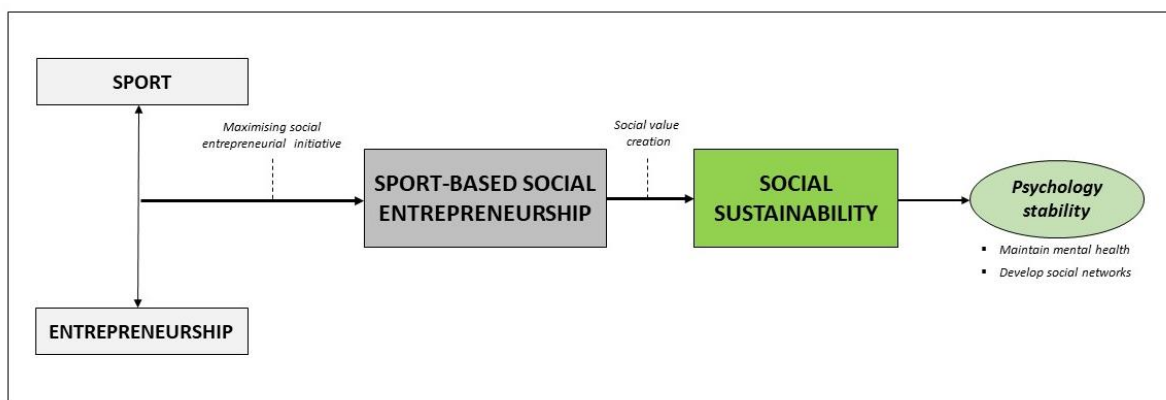 SPORT
Maximising social
entrepreneurial initiative
Social value
creation
SPORT-BASED SOCIAL
ENTREPRENEURSHIP
SOCIAL
SUSTAINABILITY
Psychology
stability
▪ Maintain mental health
▪ Develop social networks
ENTREPRENEURSHIP